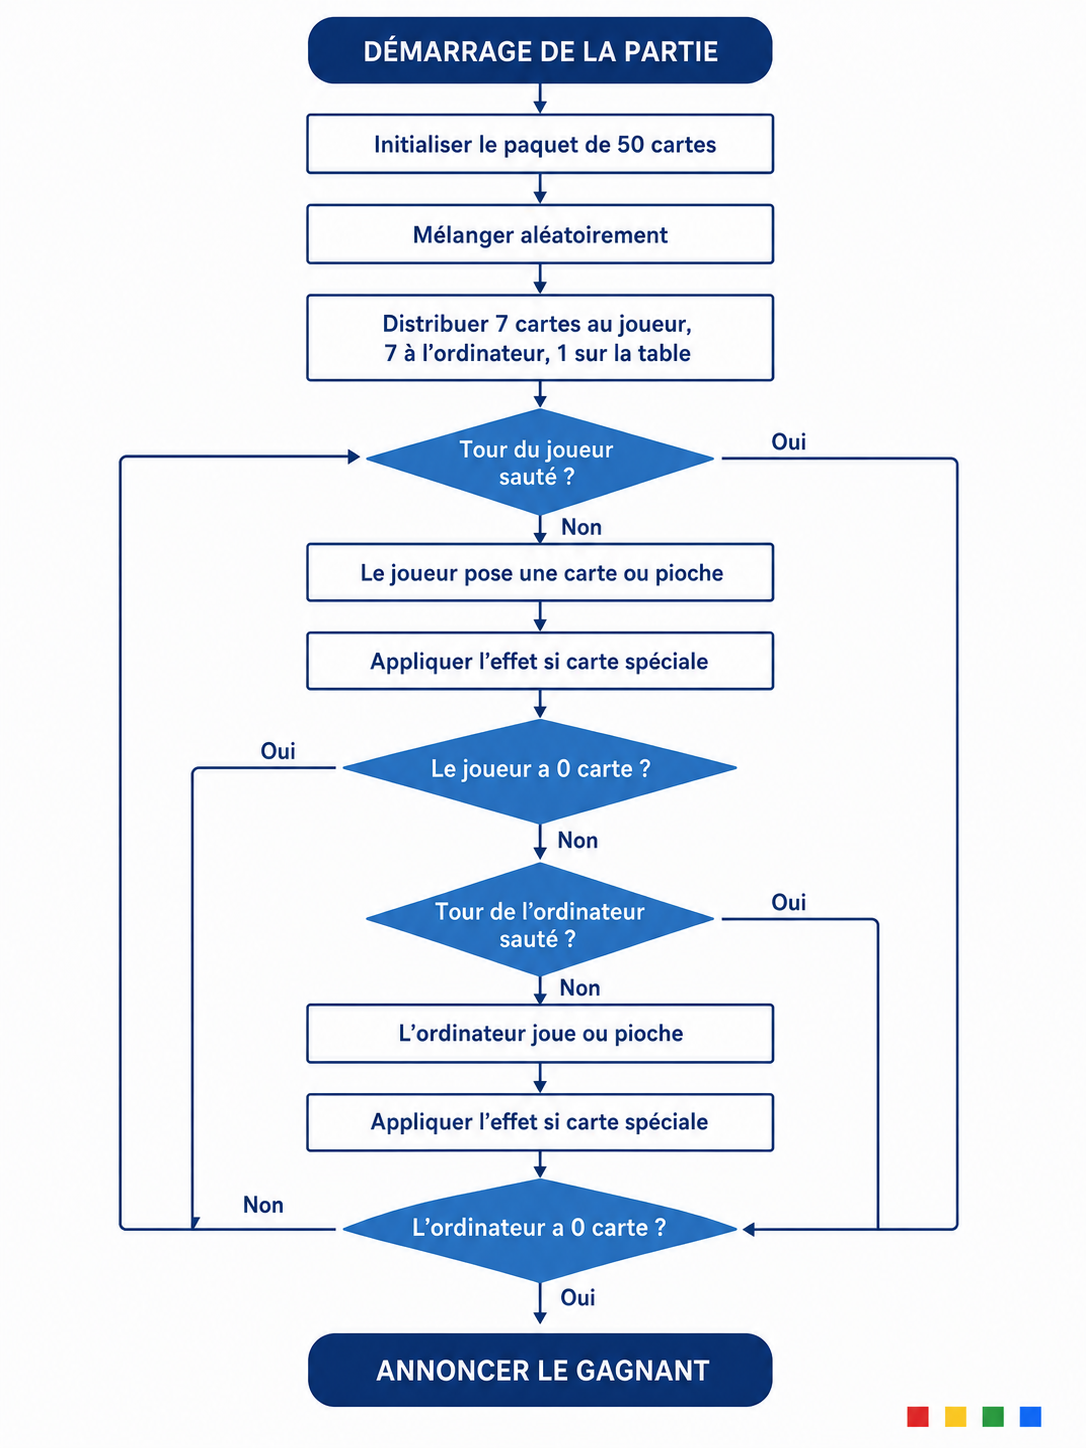 DÉMARRAGE DE LA PARTIE
Initialiser le paquet de 50 cartes
Mélanger aléatoirement
Distribuer 7 cartes au joueur,
7 à l'ordinateur, 1 sur la table
Tour du joueur
sauté ?
Oui
Non
Le joueur pose une carte ou pioche
Appliquer l'effet si carte spéciale
Oui
Le joueur a 0 carte ?
Non
Tour de l'ordinateur
sauté ?
Oui
Non
L'ordinateur joue ou pioche
Appliquer l'effet si carte spéciale
Non
L'ordinateur a 0 carte ?
Oui
ANNONCER LE GAGNANT